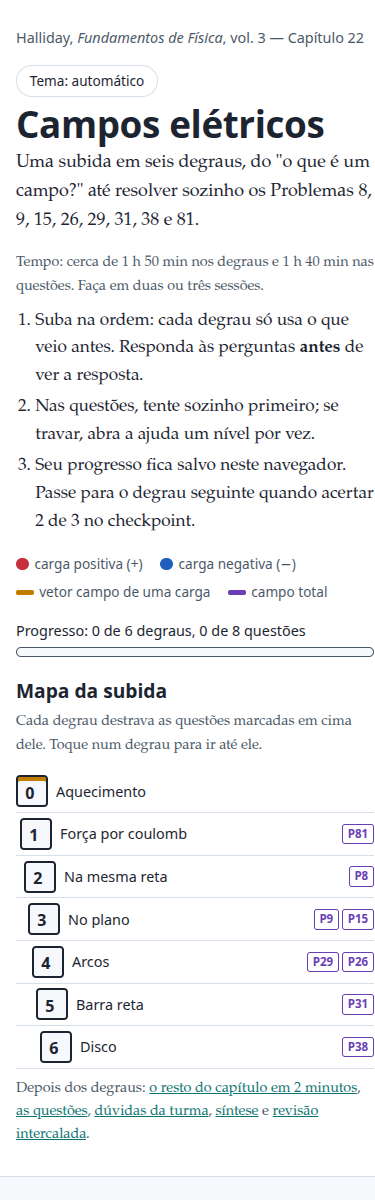 Halliday, Fundamentos de Física, vol. 3 — Capítulo 22
Tema: automático
Campos elétricos
Uma subida em seis degraus, do "o que é um
campo?" até resolver sozinho os Problemas 8,
9, 15, 26, 29, 31, 38 e 81.
Tempo: cerca de 1 h 50 min nos degraus e 1 h 40 min nas
questões. Faça em duas ou três sessões.
1. Suba na ordem: cada degrau só usa o que
veio antes. Responda às perguntas antes de
ver a resposta.
2. Nas questões, tente sozinho primeiro; se
travar, abra a ajuda um nível por vez.
3. Seu progresso fica salvo neste navegador.
Passe para o degrau seguinte quando acertar
2 de 3 no checkpoint.
carga positiva (+) carga negativa (−)
vetor campo de uma carga campo total
Progresso: 0 de 6 degraus, 0 de 8 questões
Mapa da subida
Cada degrau destrava as questões marcadas em cima
dele. Toque num degrau para ir até ele.
0 Aquecimento
1 Força por coulomb P81
2 Na mesma reta P8
3 No plano P9 P15
4 Arcos P29 P26
5 Barra reta P31
6 Disco P38
Depois dos degraus: o resto do capítulo em 2 minutos,
as questões, dúvidas da turma, síntese e revisão
intercalada.